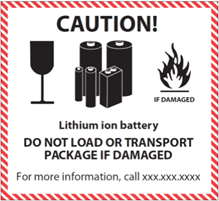 CAUTION!
IF DAMAGED
Lithium ion battery
DO NOT LOAD OR TRANSPORT
PACKAGE IF DAMAGED
For more information, call xxx.xxx.xxxx